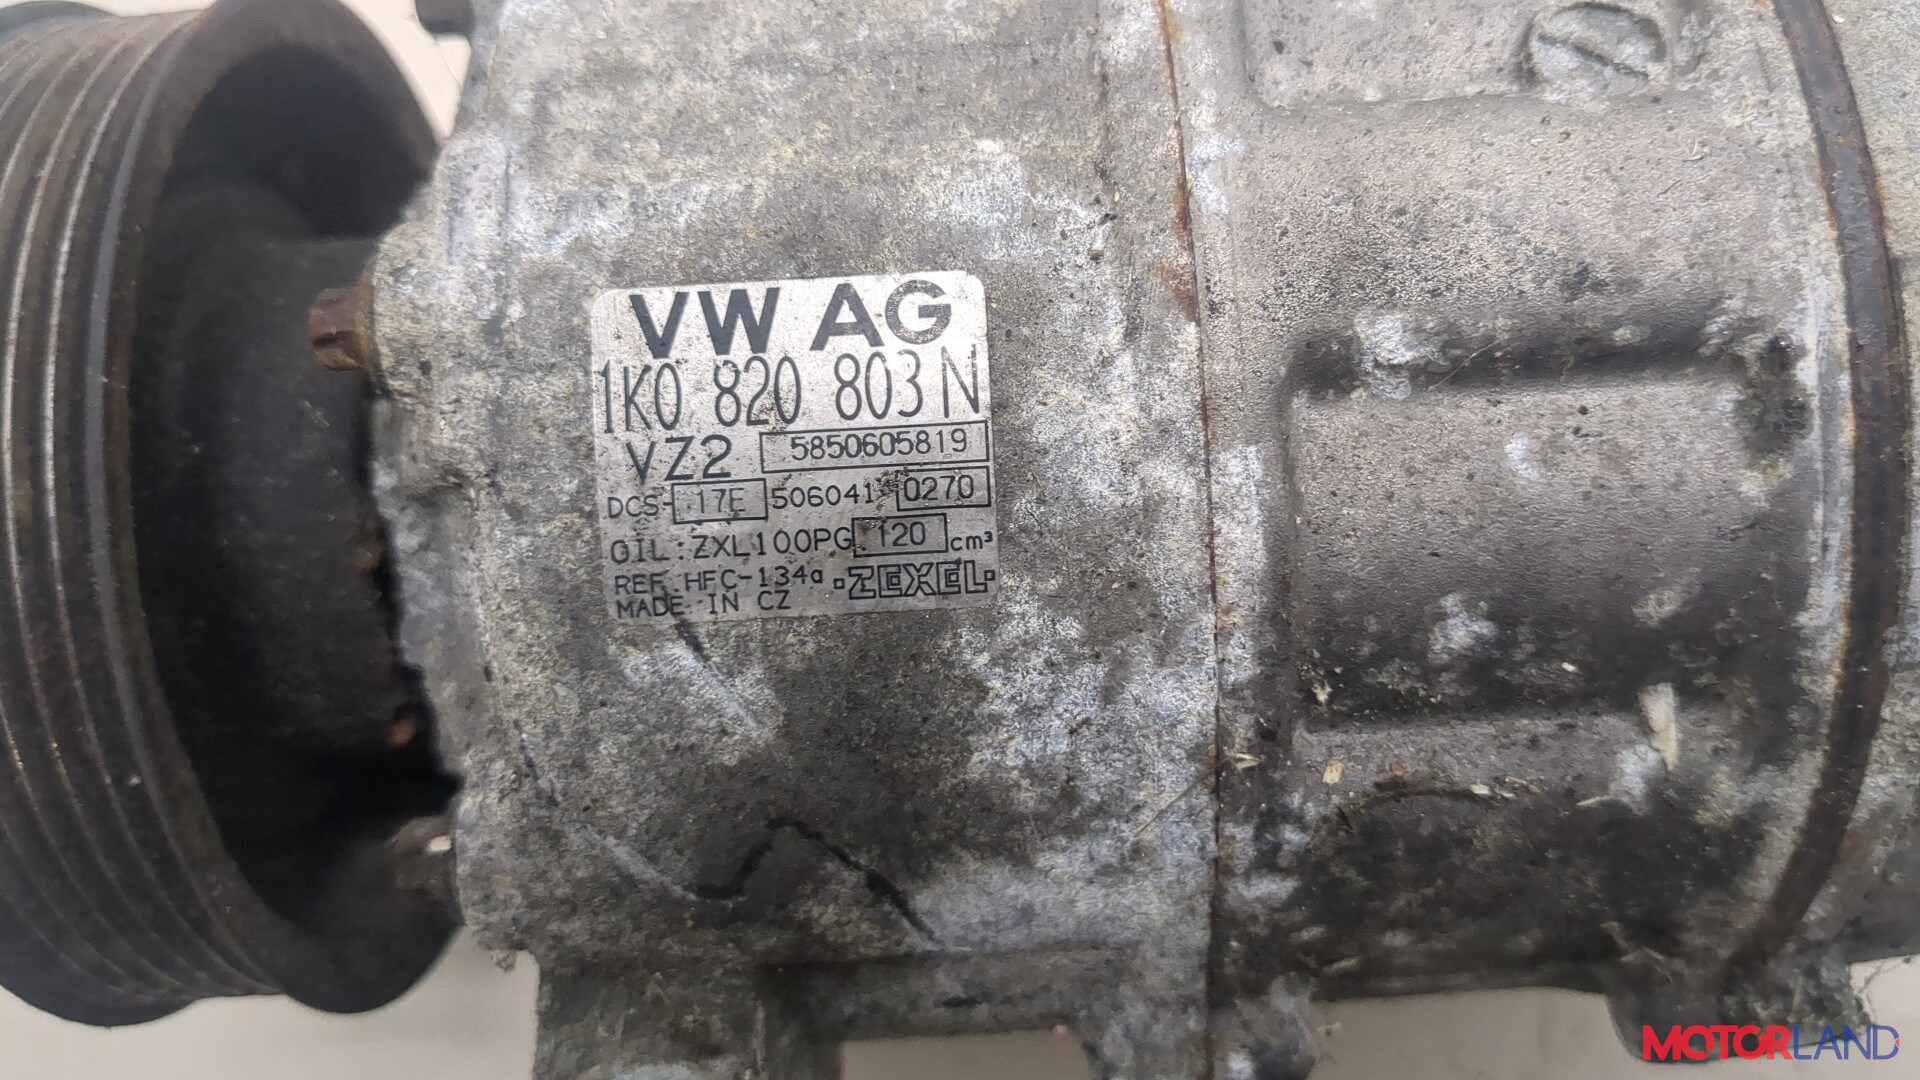 VW AG
1K0 820 803 N
VZ2 5850605819
DCS-17E 506041 0270
OIL:ZXL100PG 120 cm³
REF.HFC-134a ·ZEXEL·
MADE IN CZ
MOTORLAND